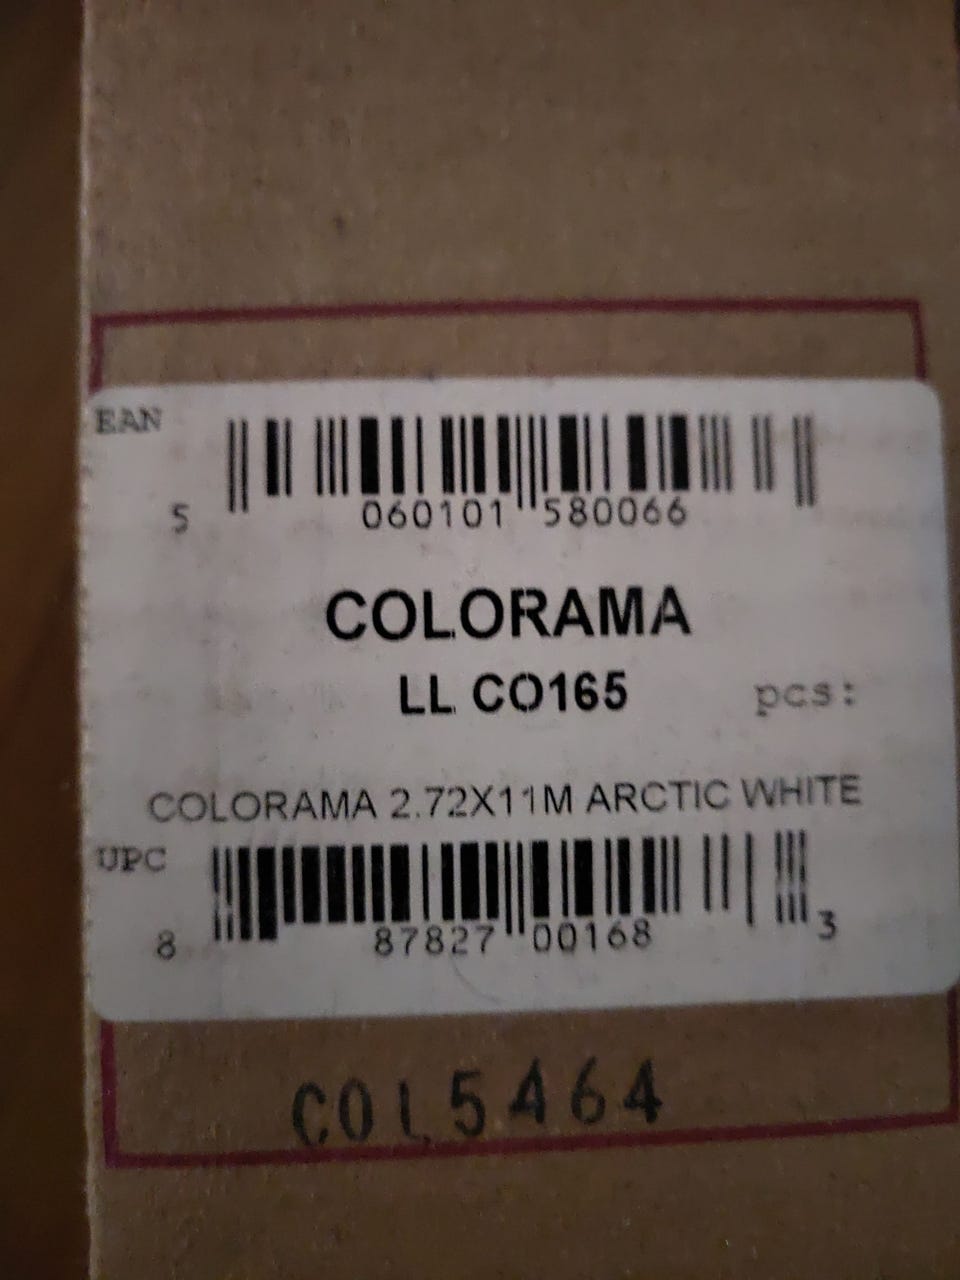 EAN
5 060101 580066
COLORAMA
LL CO165 pcs:
COLORAMA 2.72X11M ARCTIC WHITE
UPC
8 87827 00168 3
COL5464